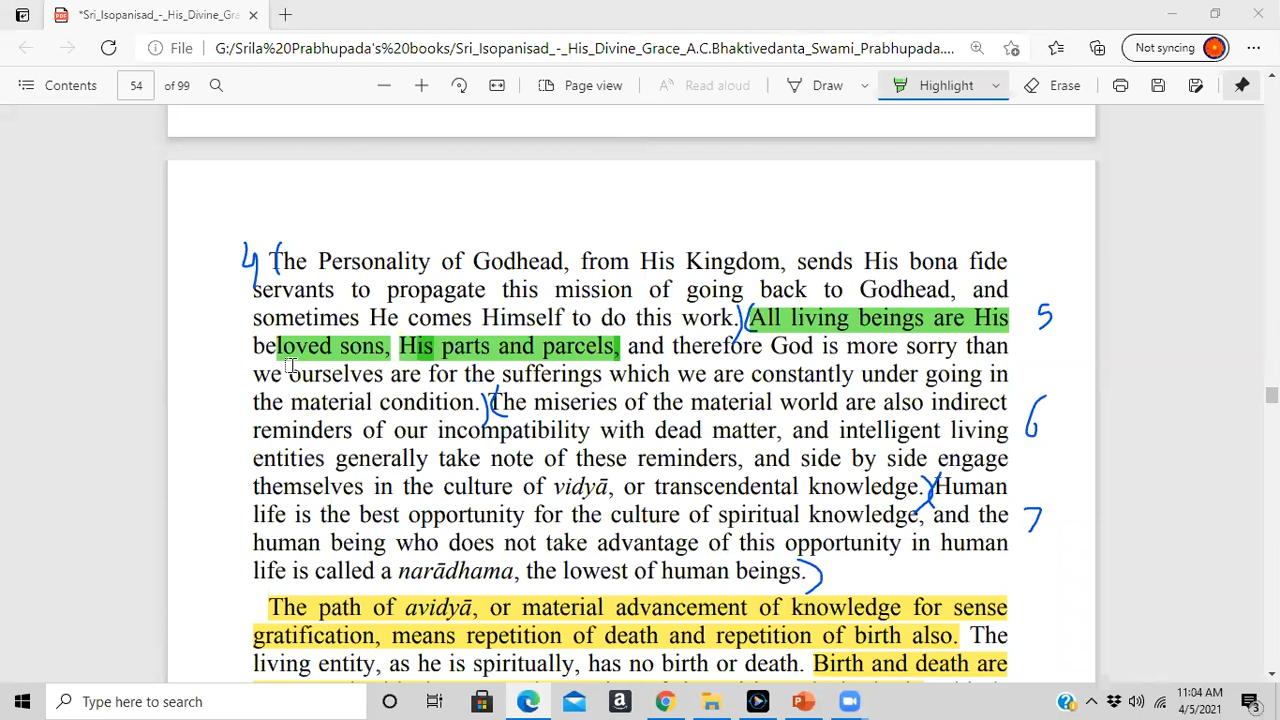 *Sri_Isopanisad_-_His_Divine_Gra
File G:/Srila%20Prabhupada's%20books/Sri_Isopanisad_-_His_Divine_Grace_A.C.Bhaktivedanta_Swami_Prabhupada.... Not syncing
Contents 54 of 99 Page view Read aloud Draw Highlight Erase
4 ( The Personality of Godhead, from His Kingdom, sends His bona fide
servants to propagate this mission of going back to Godhead, and
sometimes He comes Himself to do this work. ) ( All living beings are His 5
beloved sons, His parts and parcels, and therefore God is more sorry than
we ourselves are for the sufferings which we are constantly under going in
the material condition. ) ( The miseries of the material world are also indirect 6
reminders of our incompatibility with dead matter, and intelligent living
entities generally take note of these reminders, and side by side engage
themselves in the culture of vidyā, or transcendental knowledge. ) ( Human
life is the best opportunity for the culture of spiritual knowledge, and the 7
human being who does not take advantage of this opportunity in human
life is called a narādhama, the lowest of human beings. )
The path of avidyā, or material advancement of knowledge for sense
gratification, means repetition of death and repetition of birth also. The
living entity, as he is spiritually, has no birth or death. Birth and death are
Type here to search 11:04 AM
4/5/2021